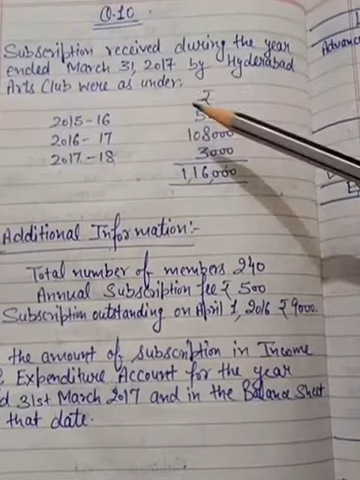 Q.10
Subscription received during the year
ended March 31, 2017 by Hyderabad
Arts Club were as under:
₹
2015-16
2016-17 108000
2017-18 3000
1,16,000
Additional Information:-
Total number of members 240
Annual Subscription fee ₹ 500
Subscription outstanding on April 1, 2016 ₹ 9000.
the amount of subscription in Income
Expenditure Account for the year
31st March 2017 and in the Balance Sheet
that date.